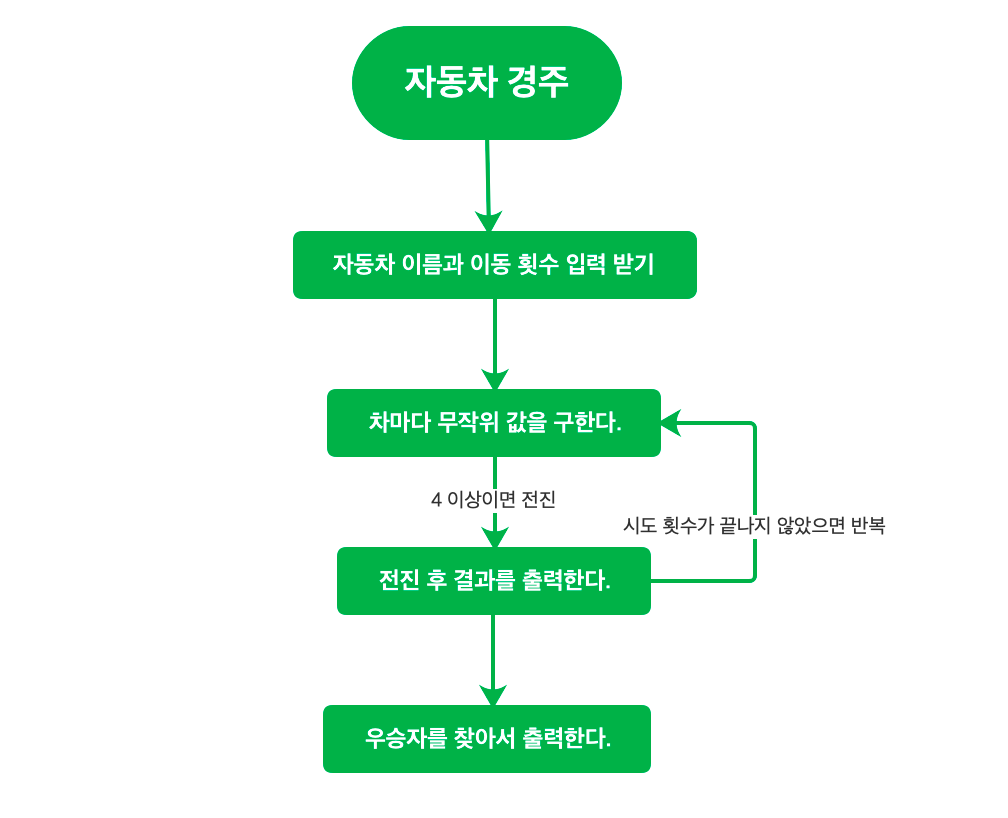 자동차 경주
자동차 이름과 이동 횟수 입력 받기
차마다 무작위 값을 구한다.
4 이상이면 전진
시도 횟수가 끝나지 않았으면 반복
전진 후 결과를 출력한다.
우승자를 찾아서 출력한다.